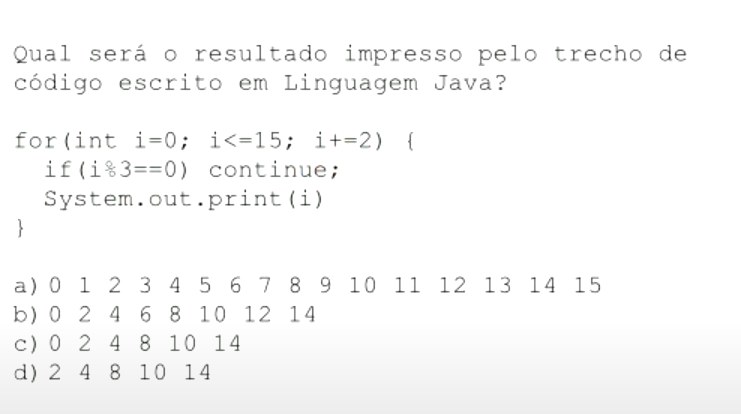 Qual será o resultado impresso pelo trecho de
código escrito em Linguagem Java?
for(int i=0; i<=15; i+=2) {
if(i%3==0) continue;
System.out.print(i)
}
a) 0 1 2 3 4 5 6 7 8 9 10 11 12 13 14 15
b) 0 2 4 6 8 10 12 14
c) 0 2 4 8 10 14
d) 2 4 8 10 14